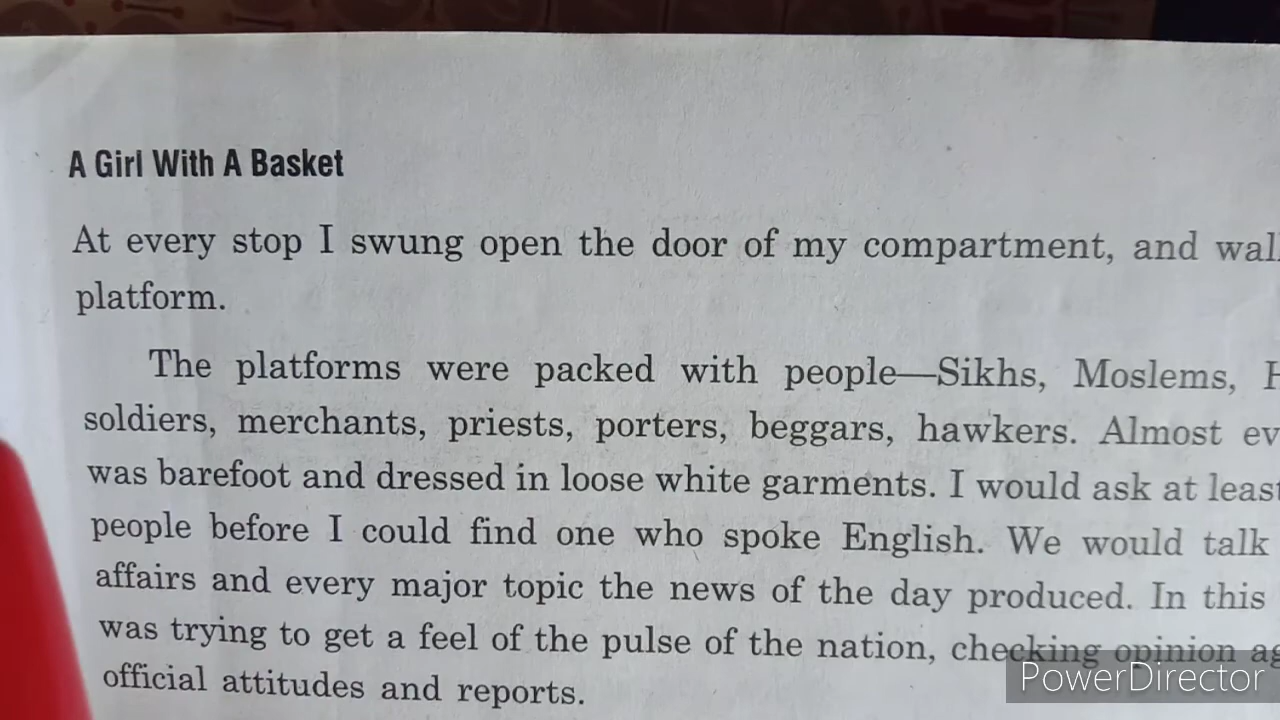 A Girl With A Basket
At every stop I swung open the door of my compartment, and
platform.
The platforms were packed with people—Sikhs, Moslems,
soldiers, merchants, priests, porters, beggars, hawkers. Almost
was barefoot and dressed in loose white garments. I would ask at least
people before I could find one who spoke English. We would talk
affairs and every major topic the news of the day produced. In this
was trying to get a feel of the pulse of the nation, checking opinion
official attitudes and reports.
PowerDirector